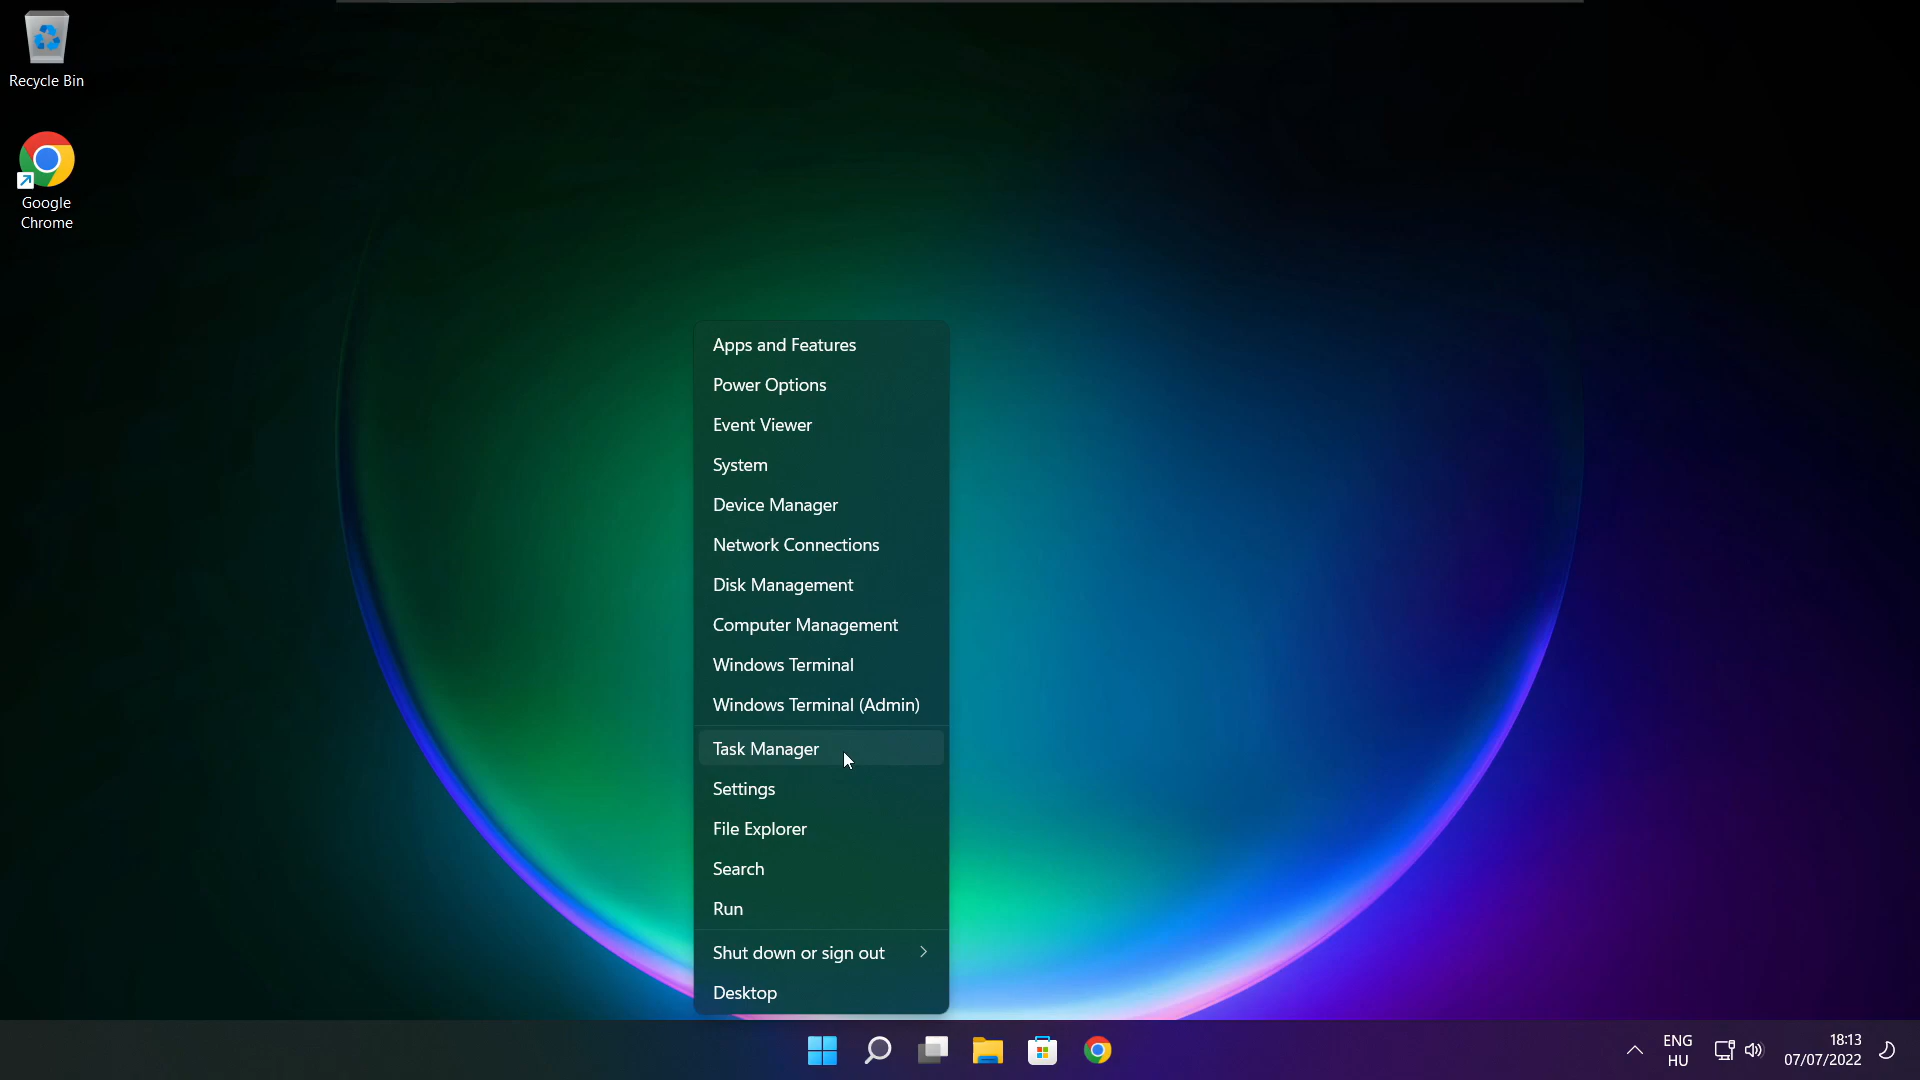 Recycle Bin
Google
Chrome
Apps and Features
Power Options
Event Viewer
System
Device Manager
Network Connections
Disk Management
Computer Management
Windows Terminal
Windows Terminal (Admin)
Task Manager
Settings
File Explorer
Search
Run
Shut down or sign out
Desktop
ENG
HU
18:13
07/07/2022